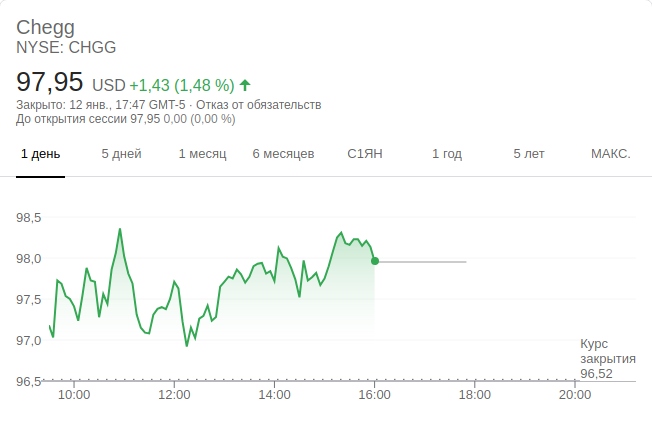 Chegg
NYSE: CHGG
97,95 USD +1,43 (1,48 %)
Закрыто: 12 янв., 17:47 GMT-5 · Отказ от обязательств
До открытия сессии 97,95 0,00 (0,00 %)
1 день 5 дней 1 месяц 6 месяцев С1ЯН 1 год 5 лет МАКС.
98,5
98,0
97,5
97,0
Курс
закрытия
96,52
96,5
10:00 12:00 14:00 16:00 18:00 20:00